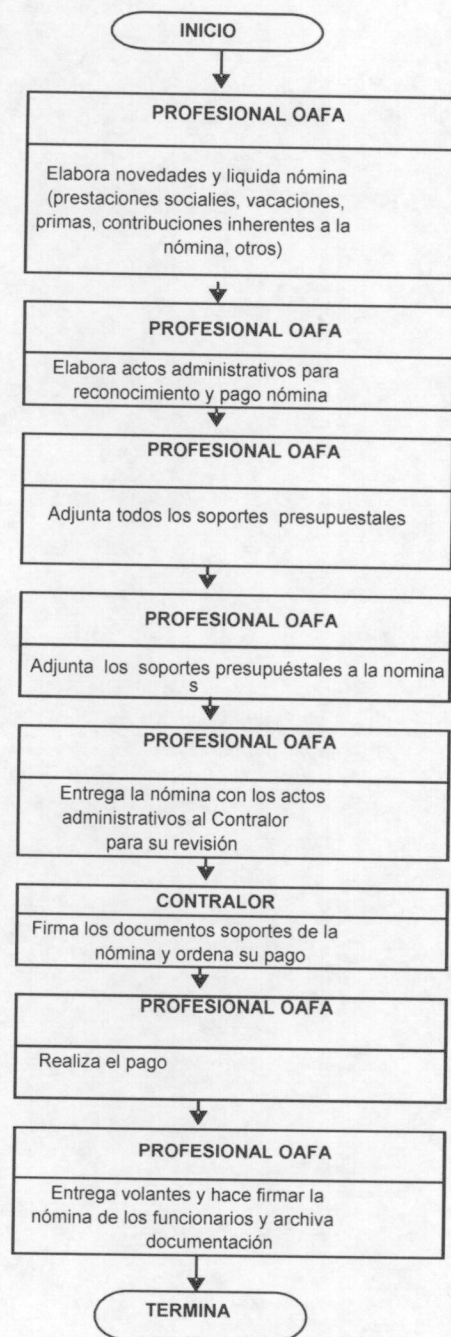 INICIO
PROFESIONAL OAFA
Elabora novedades y liquida nómina
(prestaciones socialies, vacaciones,
primas, contribuciones inherentes a la
nómina, otros)
PROFESIONAL OAFA
Elabora actos administrativos para
reconocimiento y pago nómina
PROFESIONAL OAFA
Adjunta todos los soportes presupuestales
PROFESIONAL OAFA
Adjunta los soportes presupuéstales a la nomina
s
PROFESIONAL OAFA
Entrega la nómina con los actos
administrativos al Contralor
para su revisión
CONTRALOR
Firma los documentos soportes de la
nómina y ordena su pago
PROFESIONAL OAFA
Realiza el pago
PROFESIONAL OAFA
Entrega volantes y hace firmar la
nómina de los funcionarios y archiva
documentación
TERMINA